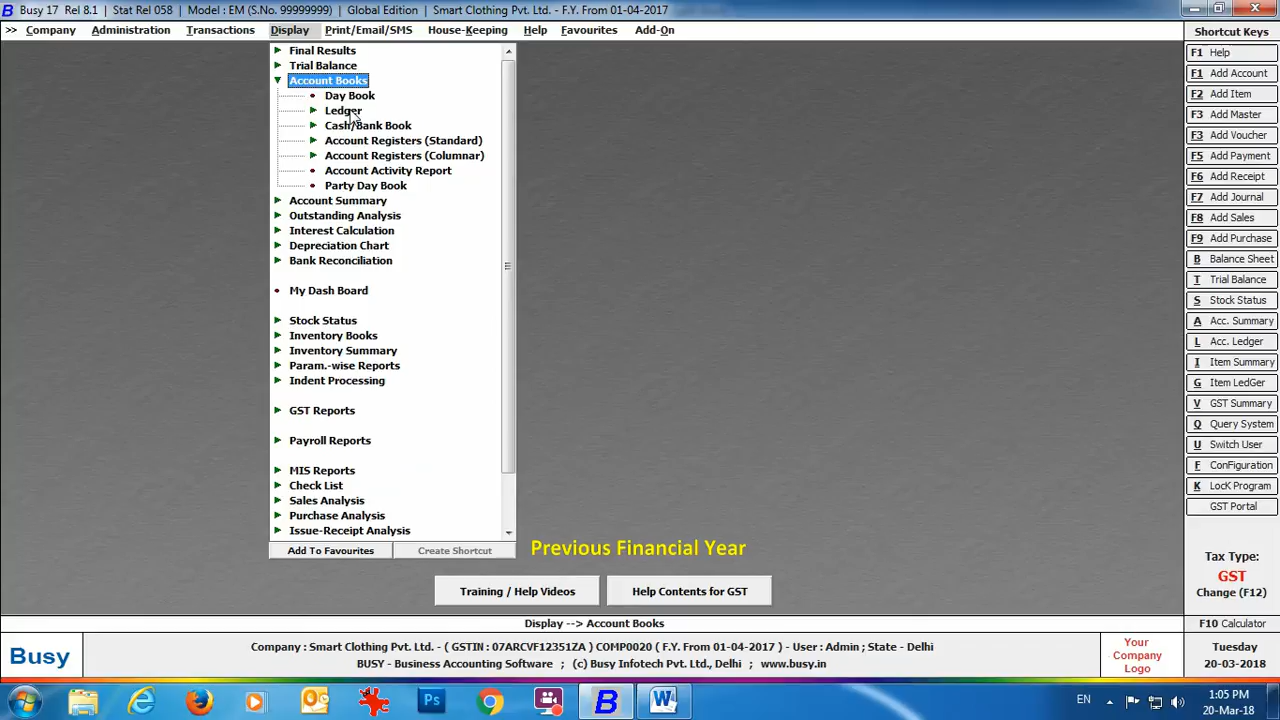 Busy 17 Rel 8.1 | Stat Rel 058 | Model : EM (S.No. 99999999) | Global Edition | Smart Clothing Pvt. Ltd. - F.Y. From 01-04-2017
>> Company Administration Transactions Display Print/Email/SMS House-Keeping Help Favourites Add-On
Final Results
Trial Balance
Account Books
Day Book
Ledger
Cash/Bank Book
Account Registers (Standard)
Account Registers (Columnar)
Account Activity Report
Party Day Book
Account Summary
Outstanding Analysis
Interest Calculation
Depreciation Chart
Bank Reconciliation
My Dash Board
Stock Status
Inventory Books
Inventory Summary
Param.-wise Reports
Indent Processing
GST Reports
Payroll Reports
MIS Reports
Check List
Sales Analysis
Purchase Analysis
Issue-Receipt Analysis
Add To Favourites Create Shortcut
Previous Financial Year
Training / Help Videos Help Contents for GST
Shortcut Keys
F1 Help
F1 Add Account
F2 Add Item
F3 Add Master
F3 Add Voucher
F5 Add Payment
F6 Add Receipt
F7 Add Journal
F8 Add Sales
F9 Add Purchase
B Balance Sheet
T Trial Balance
S Stock Status
A Acc. Summary
L Acc. Ledger
I Item Summary
G Item LedGer
V GST Summary
Q Query System
U Switch User
F ConFiguration
K LocK Program
GST Portal
Tax Type:
GST
Change (F12)
Display --> Account Books
F10 Calculator
Busy
Company : Smart Clothing Pvt. Ltd. - ( GSTIN : 07ARCVF12351ZA ) COMP0020 ( F.Y. From 01-04-2017 ) - User : Admin ; State - Delhi
BUSY - Business Accounting Software ; (c) Busy Infotech Pvt. Ltd., Delhi ; www.busy.in
Your
Company
Logo
Tuesday
20-03-2018
Ps
B
W
EN
1:05 PM
20-Mar-18